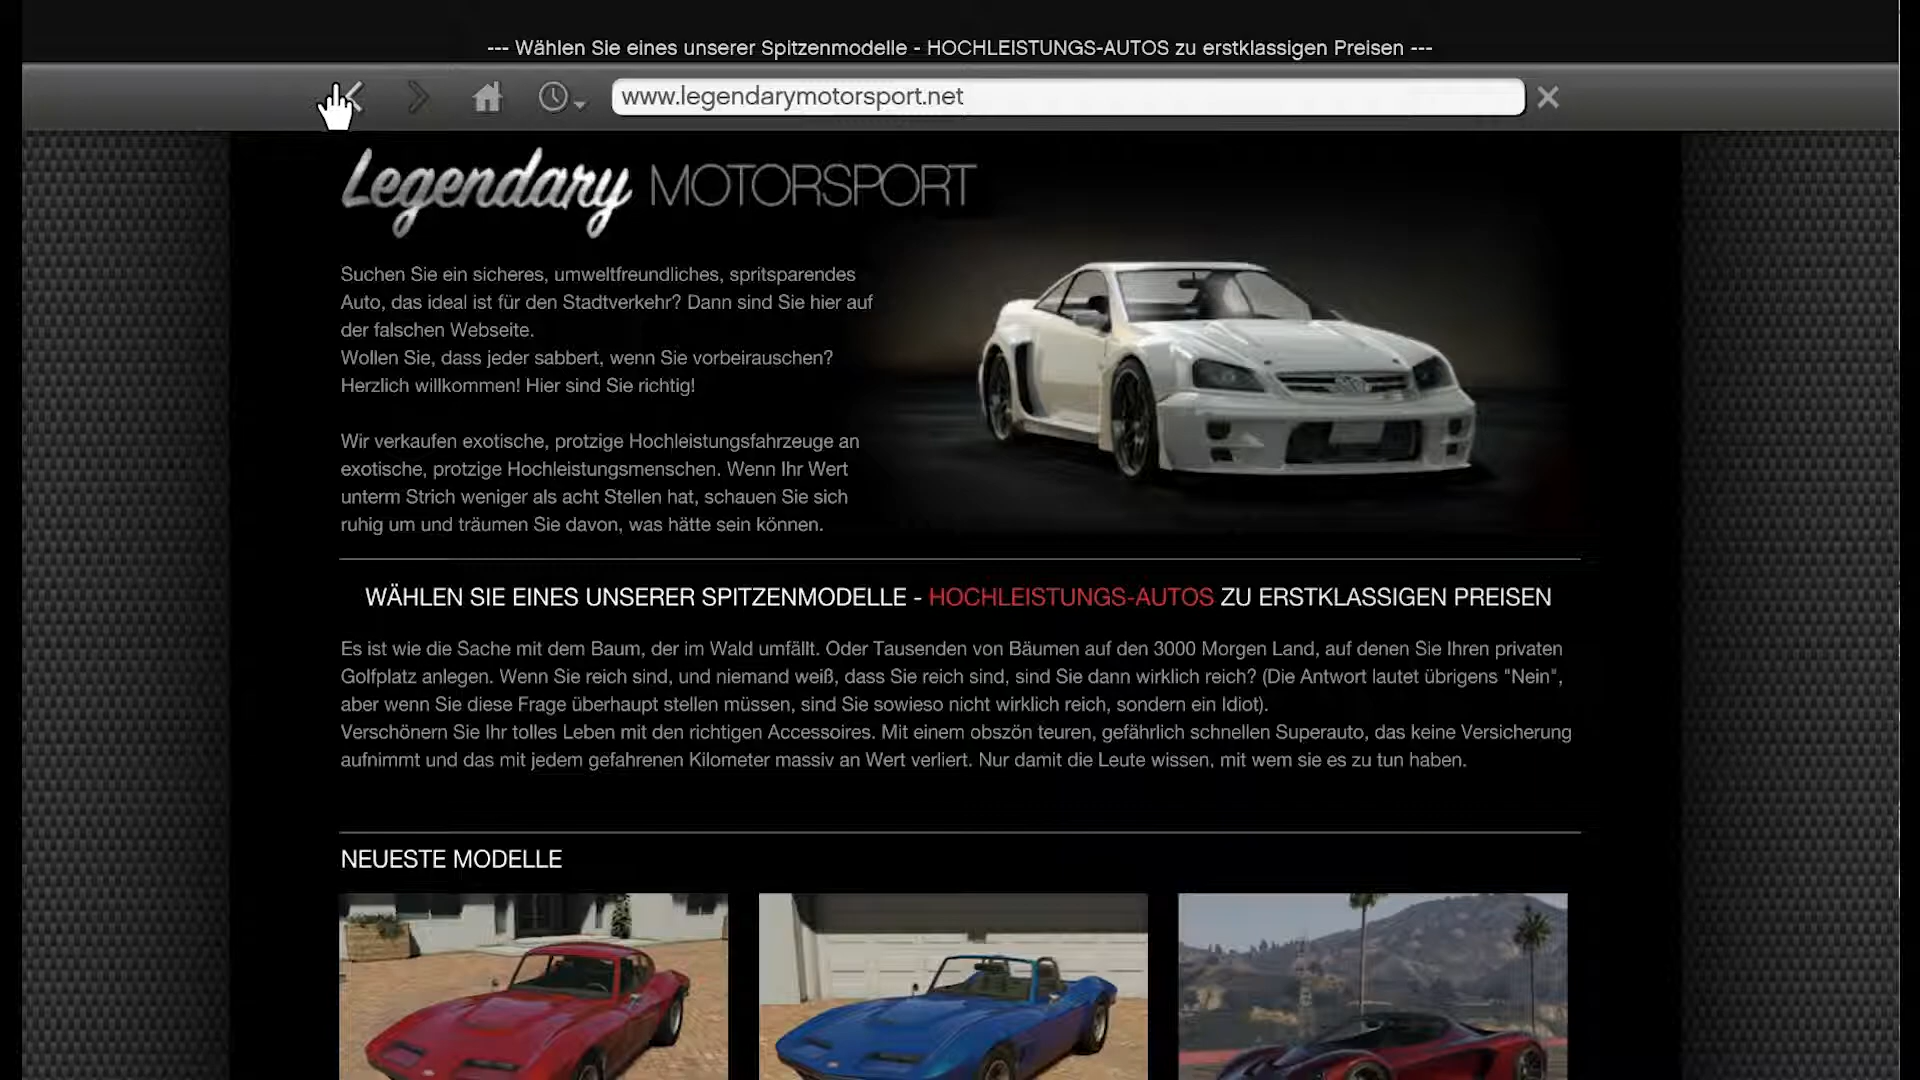 --- Wählen Sie eines unserer Spitzenmodelle - HOCHLEISTUNGS-AUTOS zu erstklassigen Preisen ---
www.legendarymotorsport.net
Legendary MOTORSPORT
Suchen Sie ein sicheres, umweltfreundliches, spritsparendes
Auto, das ideal ist für den Stadtverkehr? Dann sind Sie hier auf
der falschen Webseite.
Wollen Sie, dass jeder sabbert, wenn Sie vorbeirauschen?
Herzlich willkommen! Hier sind Sie richtig!
Wir verkaufen exotische, protzige Hochleistungsfahrzeuge an
exotische, protzige Hochleistungsmenschen. Wenn Ihr Wert
unterm Strich weniger als acht Stellen hat, schauen Sie sich
ruhig um und träumen Sie davon, was hätte sein können.
WÄHLEN SIE EINES UNSERER SPITZENMODELLE - HOCHLEISTUNGS-AUTOS ZU ERSTKLASSIGEN PREISEN
Es ist wie die Sache mit dem Baum, der im Wald umfällt. Oder Tausenden von Bäumen auf den 3000 Morgen Land, auf denen Sie Ihren privaten
Golfplatz anlegen. Wenn Sie reich sind, und niemand weiß, dass Sie reich sind, sind Sie dann wirklich reich? (Die Antwort lautet übrigens "Nein",
aber wenn Sie diese Frage überhaupt stellen müssen, sind Sie sowieso nicht wirklich reich, sondern ein Idiot).
Verschönern Sie Ihr tolles Leben mit den richtigen Accessoires. Mit einem obszön teuren, gefährlich schnellen Superauto, das keine Versicherung
aufnimmt und das mit jedem gefahrenen Kilometer massiv an Wert verliert. Nur damit die Leute wissen, mit wem sie es zu tun haben.
NEUESTE MODELLE